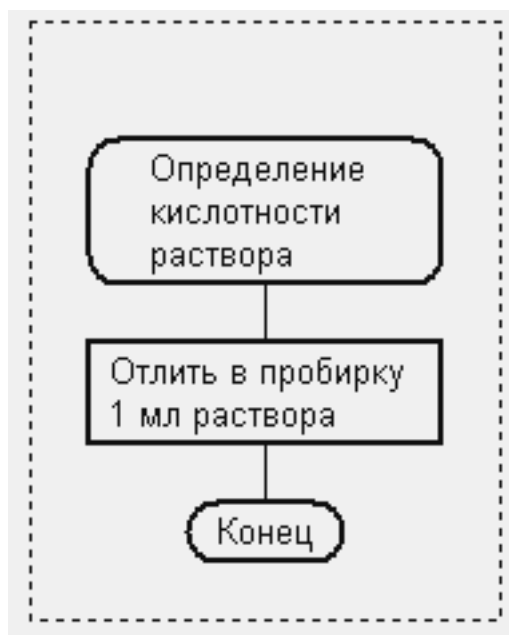 Определение
кислотности
раствора
Отлить в пробирку
1 мл раствора
Конец